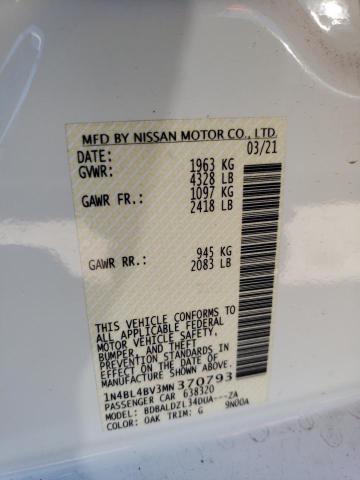 MFD BY NISSAN MOTOR CO., LTD.
DATE: 03/21
GVWR: 1963 KG
4328 LB
GAWR FR.: 1097 KG
2418 LB
GAWR RR.: 945 KG
2083 LB
THIS VEHICLE CONFORMS TO
ALL APPLICABLE FEDERAL
MOTOR VEHICLE SAFETY,
BUMPER, AND THEFT
PREVENTION STANDARDS IN
EFFECT ON THE DATE OF
MANUFACTURE SHOWN ABOVE.
1N4BL4BV3MN370793
PASSENGER CAR 638320
MODEL: BDBALDZL34DUA---ZA
COLOR: OAK TRIM: G 9N00A